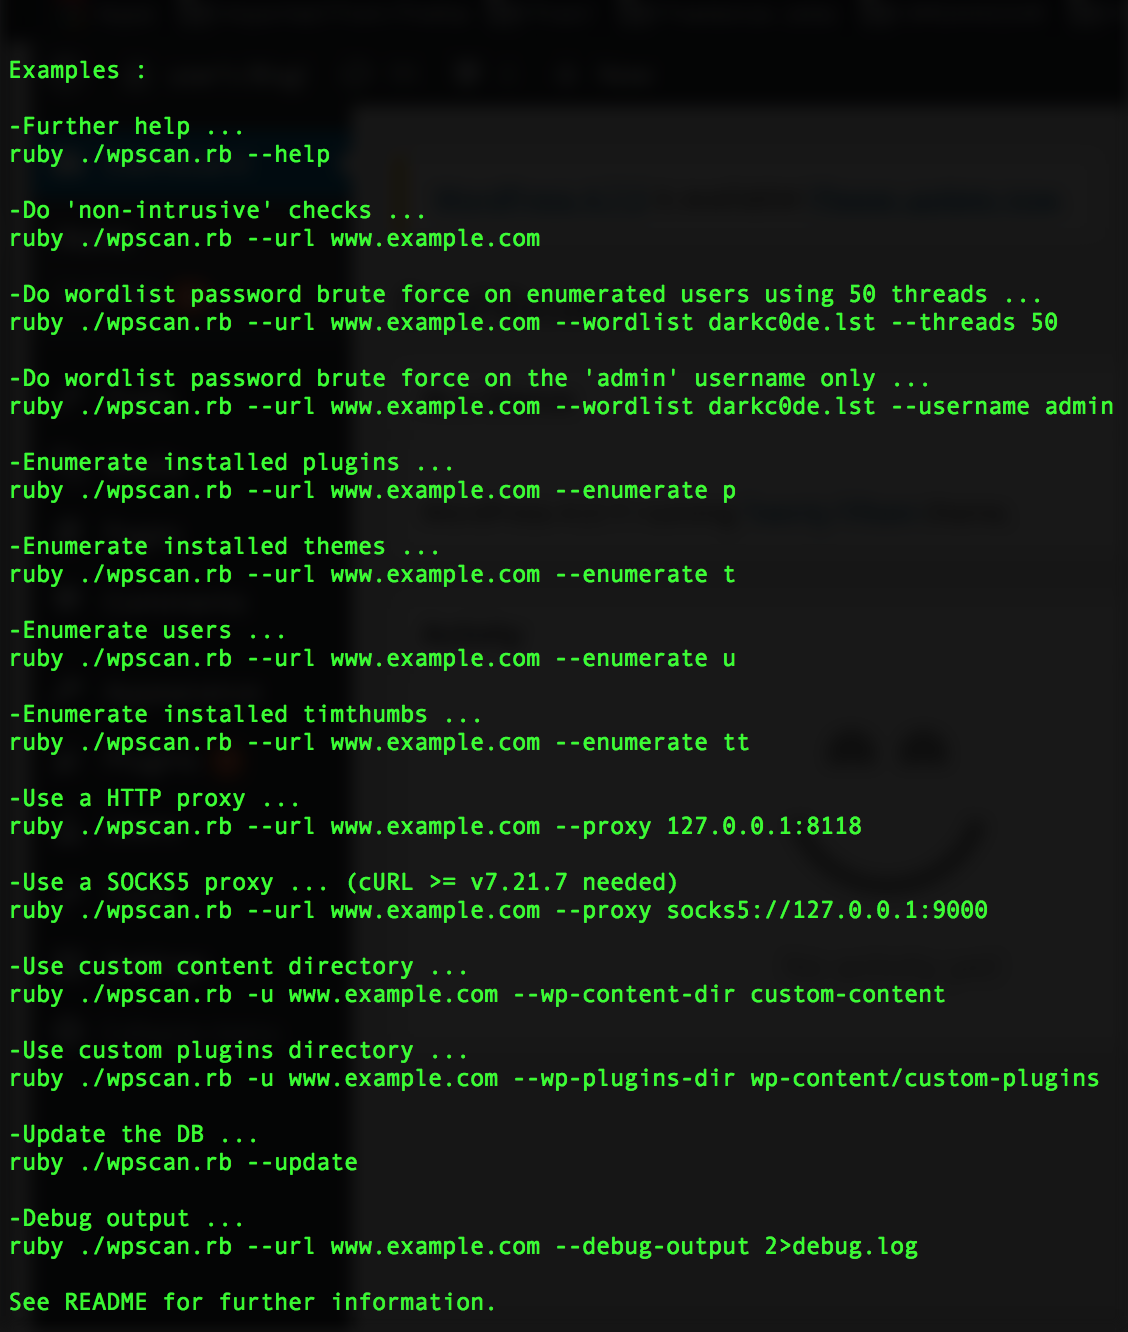 Examples :
-Further help ...
ruby ./wpscan.rb --help
-Do 'non-intrusive' checks ...
ruby ./wpscan.rb --url www.example.com
-Do wordlist password brute force on enumerated users using 50 threads ...
ruby ./wpscan.rb --url www.example.com --wordlist darkc0de.lst --threads 50
-Do wordlist password brute force on the 'admin' username only ...
ruby ./wpscan.rb --url www.example.com --wordlist darkc0de.lst --username admin
-Enumerate installed plugins ...
ruby ./wpscan.rb --url www.example.com --enumerate p
-Enumerate installed themes ...
ruby ./wpscan.rb --url www.example.com --enumerate t
-Enumerate users ...
ruby ./wpscan.rb --url www.example.com --enumerate u
-Enumerate installed timthumbs ...
ruby ./wpscan.rb --url www.example.com --enumerate tt
-Use a HTTP proxy ...
ruby ./wpscan.rb --url www.example.com --proxy 127.0.0.1:8118
-Use a SOCKS5 proxy ... (cURL >= v7.21.7 needed)
ruby ./wpscan.rb --url www.example.com --proxy socks5://127.0.0.1:9000
-Use custom content directory ...
ruby ./wpscan.rb -u www.example.com --wp-content-dir custom-content
-Use custom plugins directory ...
ruby ./wpscan.rb -u www.example.com --wp-plugins-dir wp-content/custom-plugins
-Update the DB ...
ruby ./wpscan.rb --update
-Debug output ...
ruby ./wpscan.rb --url www.example.com --debug-output 2>debug.log
See README for further information.